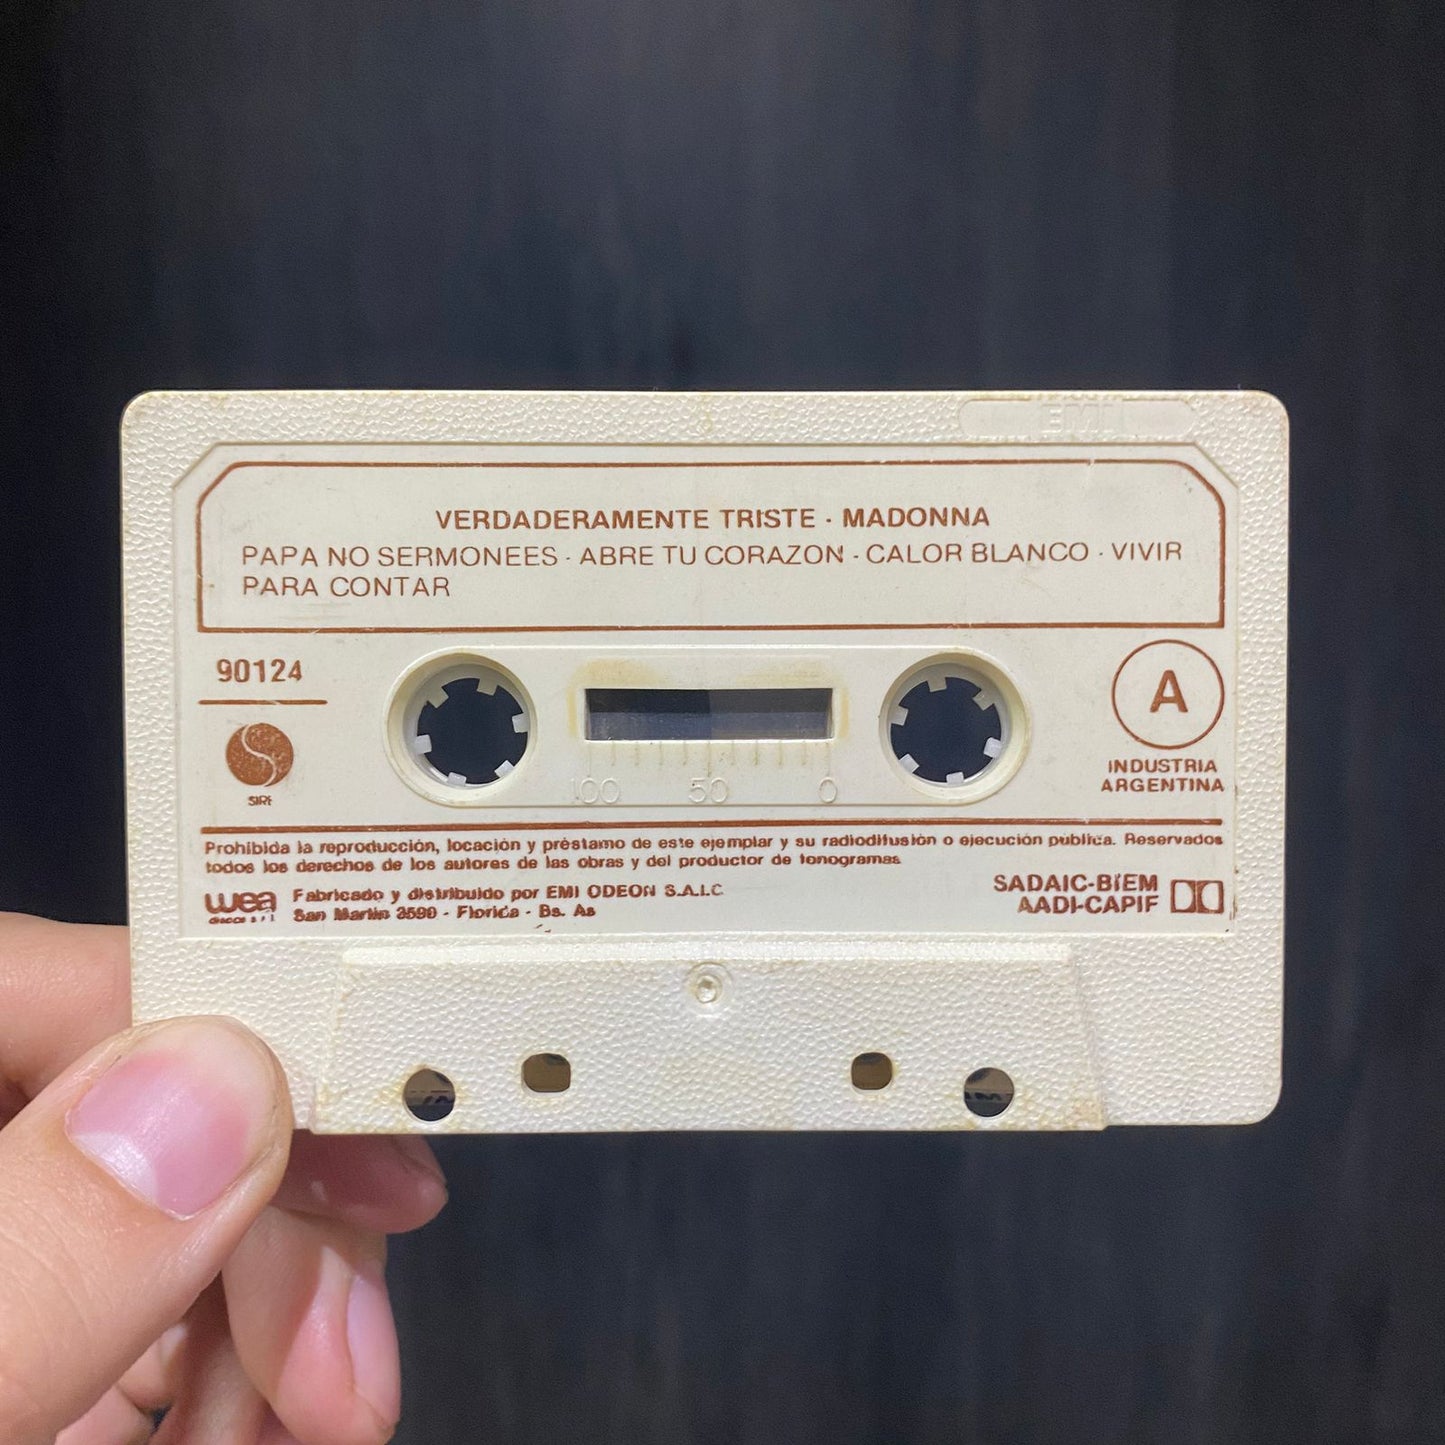 EMI
VERDADERAMENTE TRISTE · MADONNA
PAPA NO SERMONEES · ABRE TU CORAZON · CALOR BLANCO · VIVIR
PARA CONTAR
90124
A
SIRE
100 50 0
INDUSTRIA
ARGENTINA
Prohibida la reproducción, locación y préstamo de este ejemplar y su radiodifusión o ejecución pública. Reservados
todos los derechos de los autores de las obras y del productor de fonogramas
wea
DISCOS S.R.L.
Fabricado y distribuido por EMI ODEON S.A.I.C
San Martin 3590 - Florida - Bs. As
SADAIC-BIEM
AADI-CAPIF